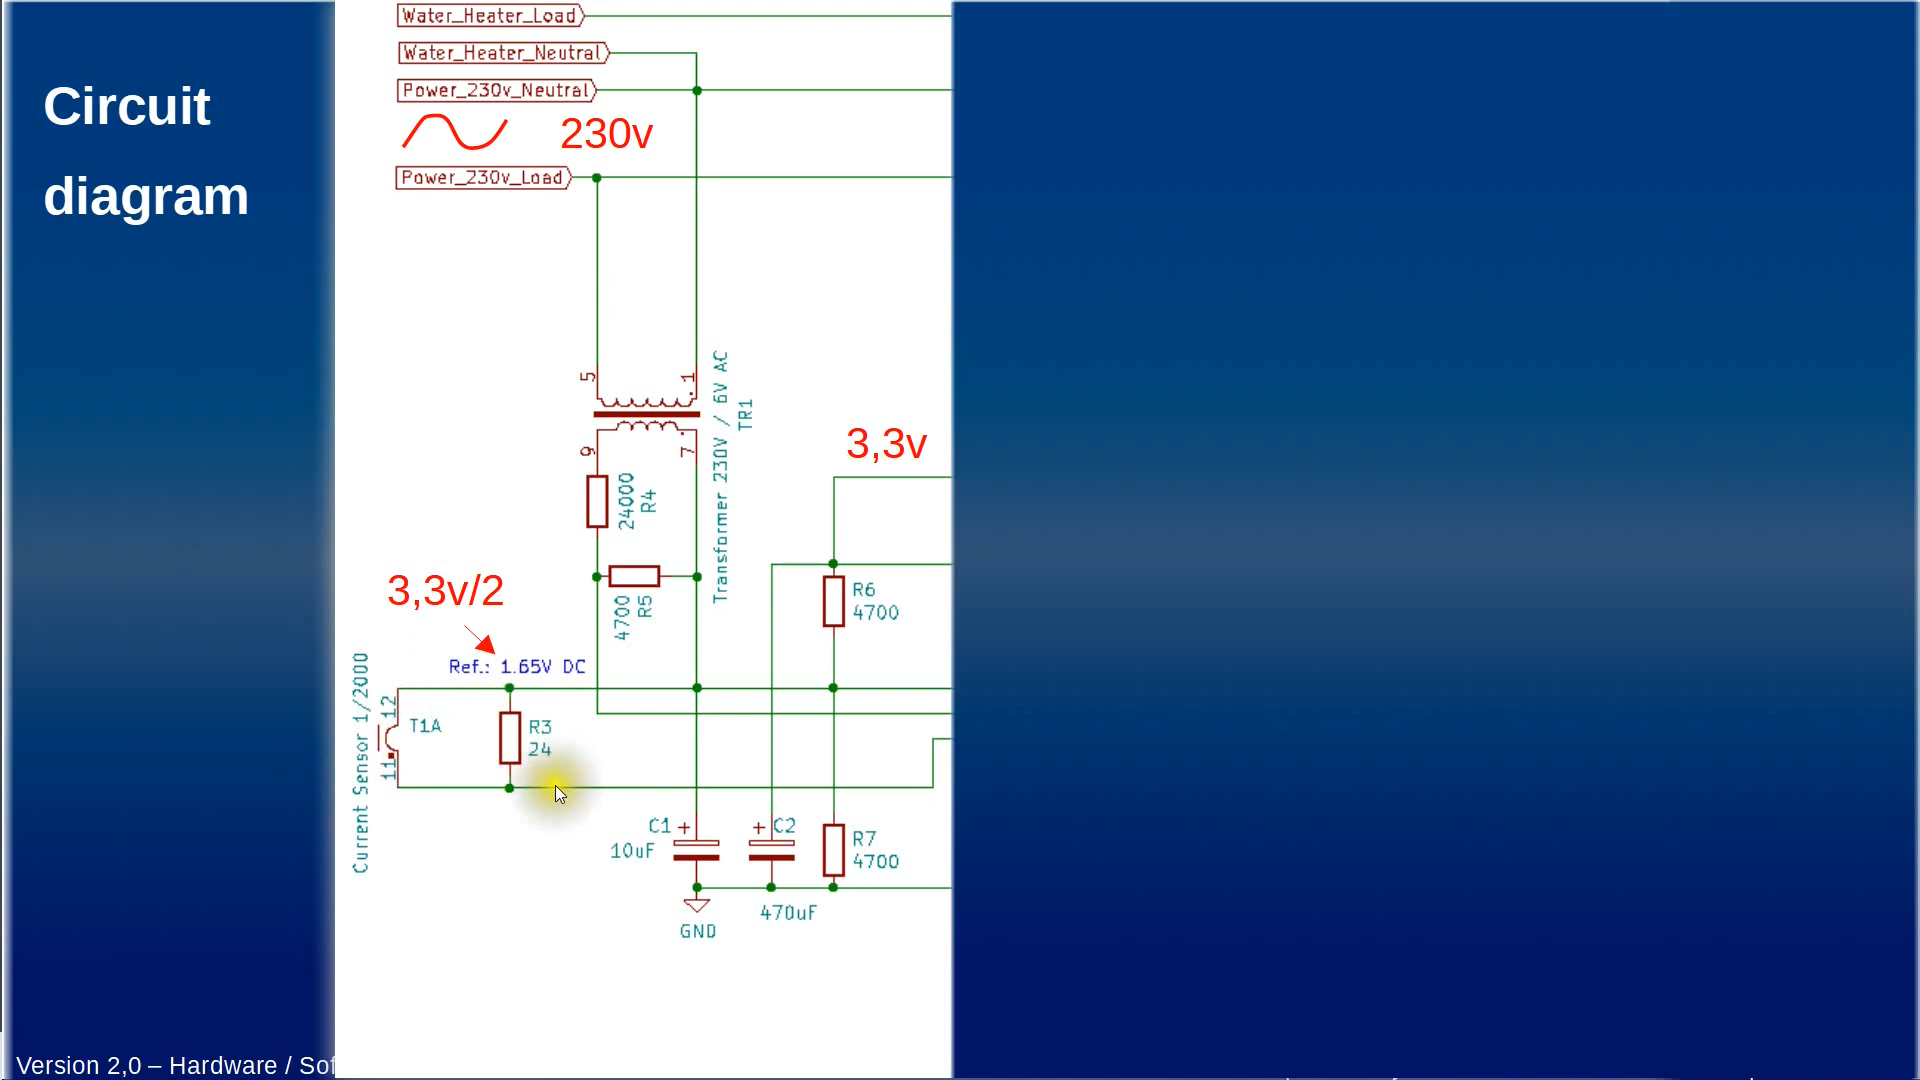 Circuit
diagram
Water_Heater_Load
Water_Heater_Neutral
Power_230v_Neutral
230v
Power_230v_Load
5
1
9
7
Transformer 230V / 6V AC
TR1
24000
R4
4700
R5
3,3v
R6
4700
3,3v/2
Ref.: 1.65V DC
Current Sensor 1/2000
12
11
T1A
R3
24
C1
10uF
C2
470uF
R7
4700
GND
Version 2,0 – Hardware / Sof